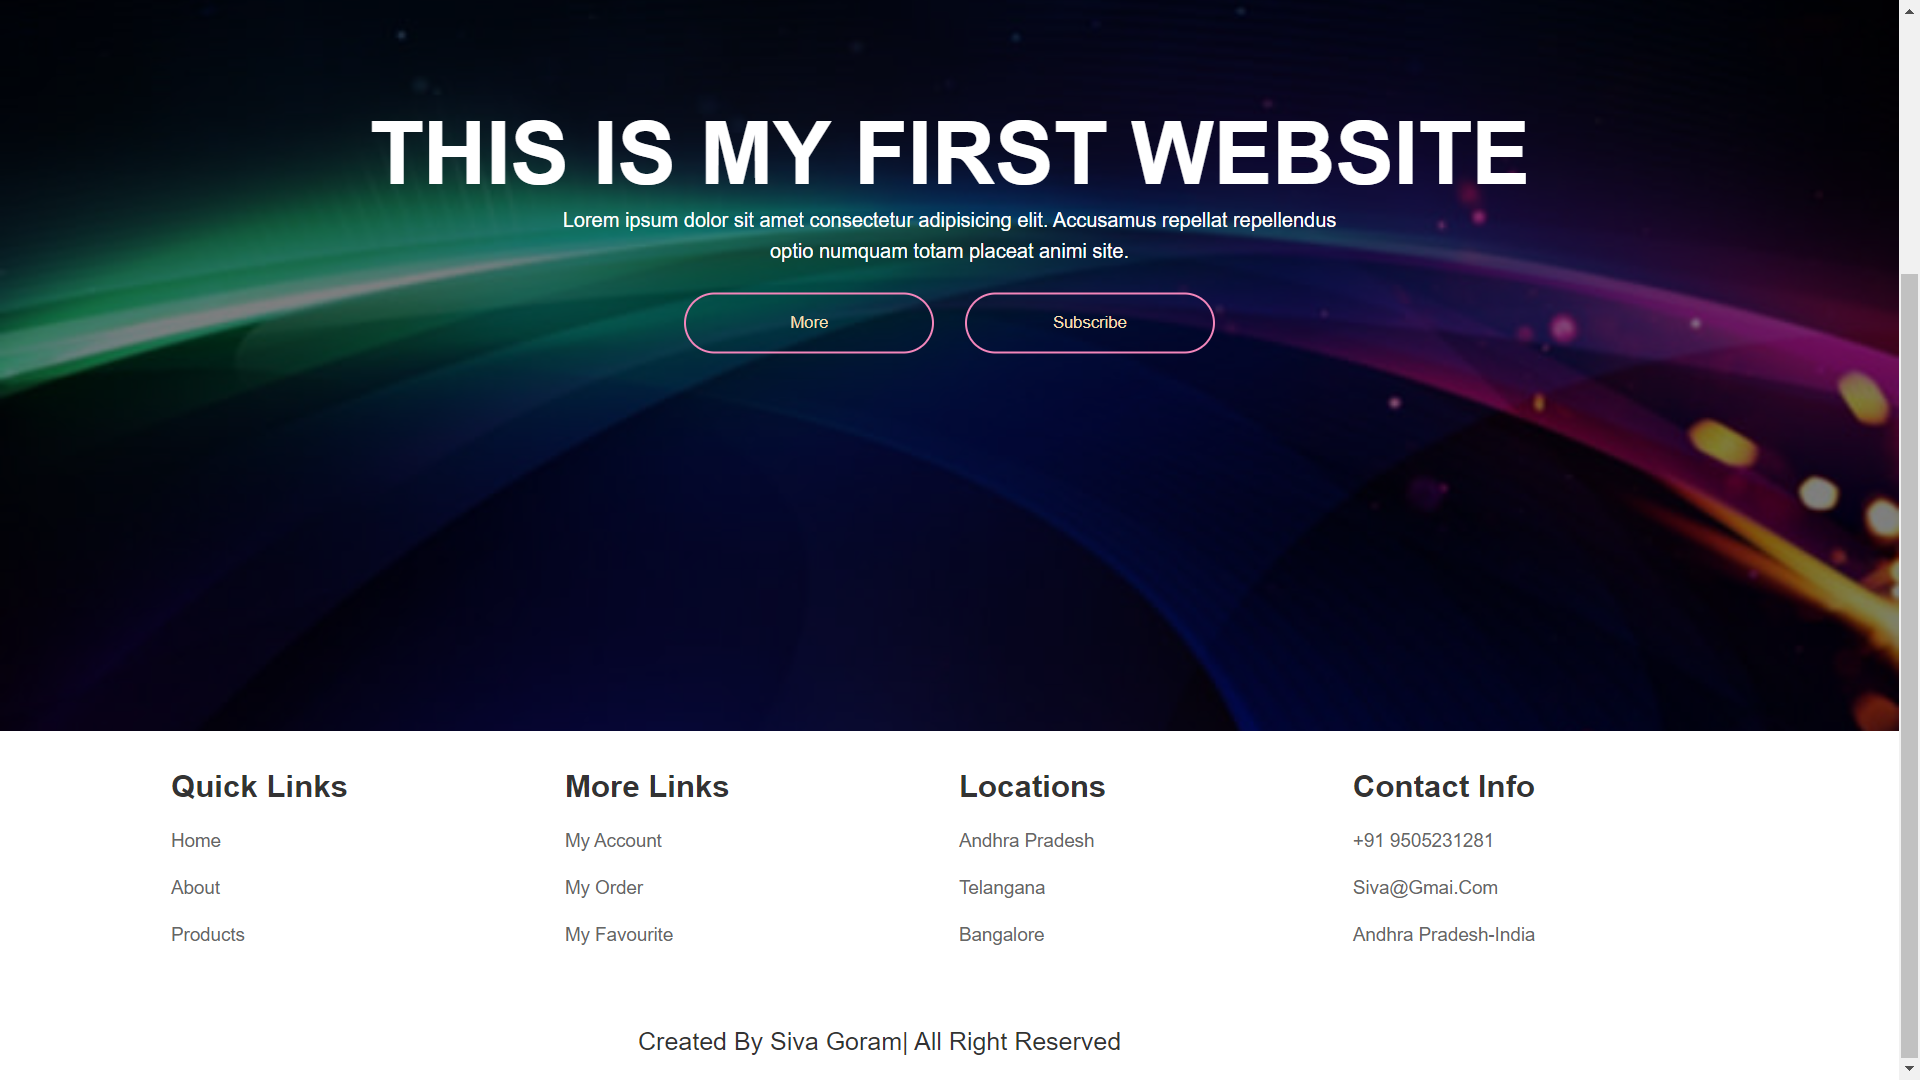 THIS IS MY FIRST WEBSITE
Lorem ipsum dolor sit amet consectetur adipisicing elit. Accusamus repellat repellendus
optio numquam totam placeat animi site.
More
Subscribe
Quick Links
Home
About
Products
More Links
My Account
My Order
My Favourite
Locations
Andhra Pradesh
Telangana
Bangalore
Contact Info
+91 9505231281
Siva@Gmai.Com
Andhra Pradesh-India
Created By Siva Goram| All Right Reserved